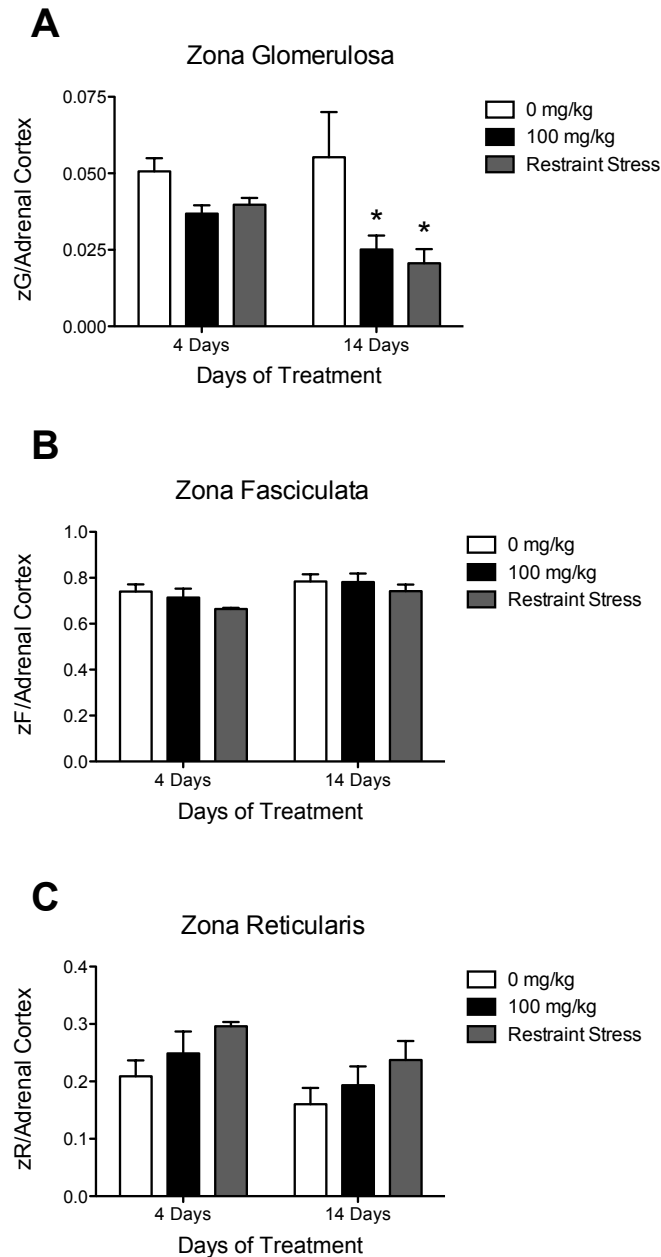 A
Zona Glomerulosa
0.075
0.050
0.025
0.000
zG/Adrenal Cortex
* *
4 Days 14 Days
Days of Treatment
0 mg/kg
100 mg/kg
Restraint Stress
B
Zona Fasciculata
1.0
0.8
0.6
0.4
0.2
0.0
zF/Adrenal Cortex
4 Days 14 Days
Days of Treatment
0 mg/kg
100 mg/kg
Restraint Stress
C
Zona Reticularis
0.4
0.3
0.2
0.1
0.0
zR/Adrenal Cortex
4 Days 14 Days
Days of Treatment
0 mg/kg
100 mg/kg
Restraint Stress